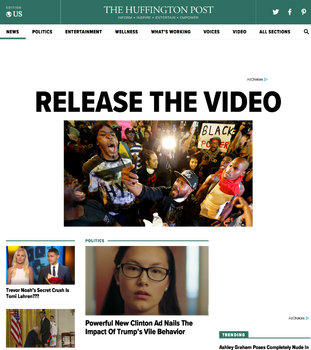 EDITION
US
THE HUFFINGTON POST
INFORM • INSPIRE • ENTERTAIN • EMPOWER
NEWS POLITICS ENTERTAINMENT WELLNESS WHAT'S WORKING VOICES VIDEO ALL SECTIONS
AdChoices
RELEASE THE VIDEO
BLACK
POWER
POLITICS
Trevor Noah's Secret Crush Is
Tomi Lahren???
Powerful New Clinton Ad Nails The
Impact Of Trump's Vile Behavior
AdChoices
TRENDING
Ashley Graham Poses Completely Nude In